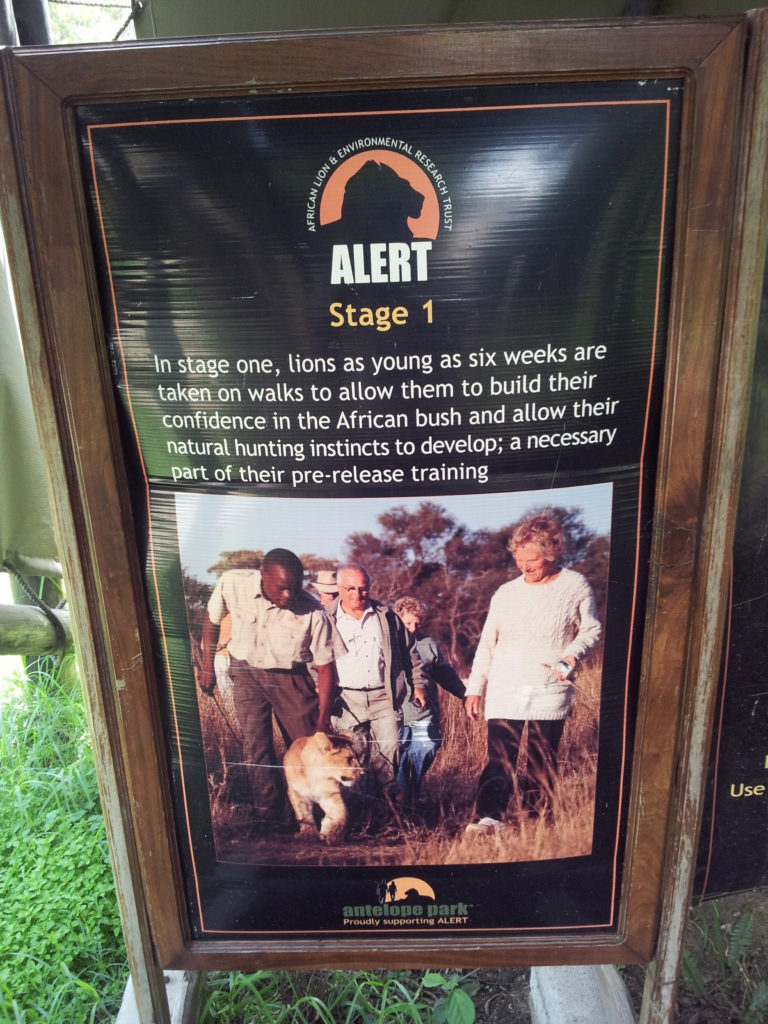 AFRICAN LION & ENVIRONMENTAL RESEARCH TRUST
ALERT
Stage 1
In stage one, lions as young as six weeks are
taken on walks to allow them to build their
confidence in the African bush and allow their
natural hunting instincts to develop; a necessary
part of their pre-release training
antelope park
Proudly supporting ALERT
Use